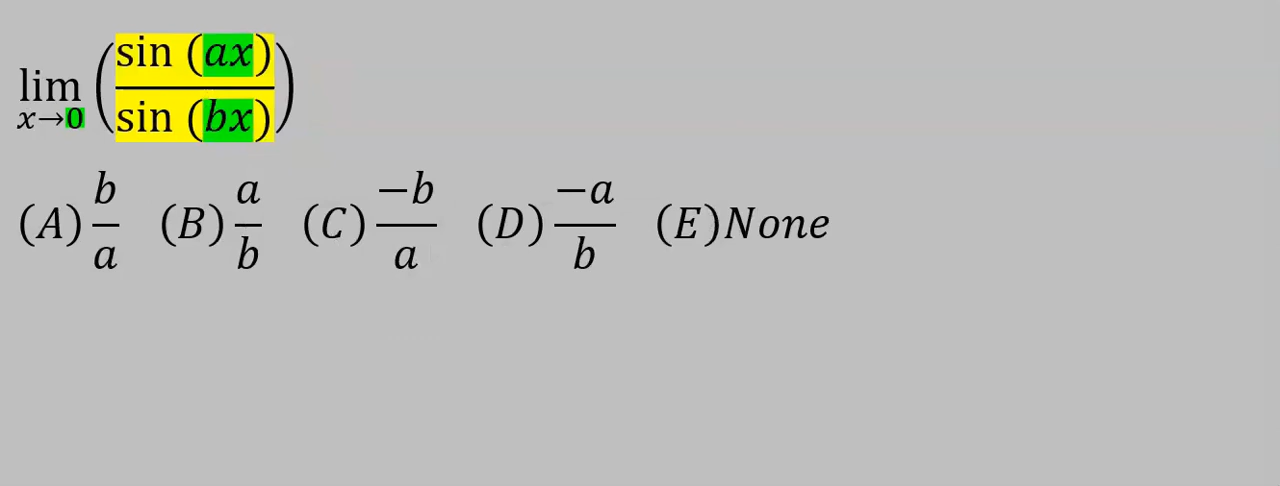 lim x→0 (sin (ax) / sin (bx))
(A) b/a (B) a/b (C) −b/a (D) −a/b (E)None